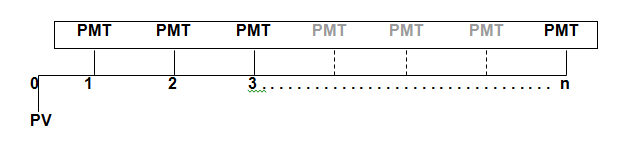 PMT PMT PMT PMT PMT PMT PMT
0 1 2 3 . . . . . . . . . . . . . . . . . . . . . . . . . . . . . . n
PV